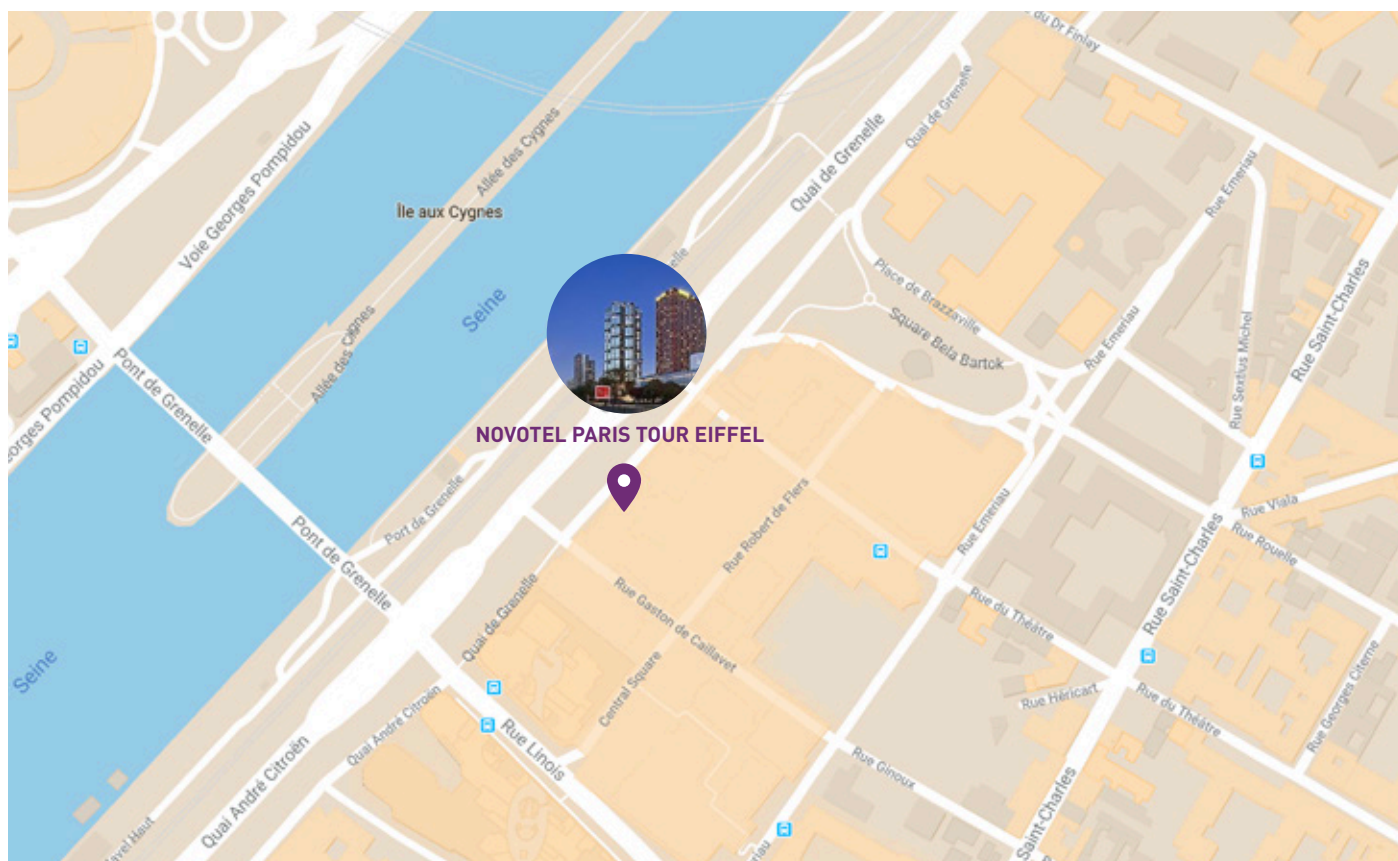 Rue du Dr Finlay
Quai de Grenelle
Quai de Grenelle
Voie Georges Pompidou
Allée des Cygnes
Île aux Cygnes
Rue Emeriau
Place de Brazzaville
Square Bela Bartok
Rue Emeriau
Rue Sextius Michel
Rue Saint-Charles
Seine
Allée des Cygnes
Pont de Grenelle
orges Pompidou
NOVOTEL PARIS TOUR EIFFEL
Port de Grenelle
Pont de Grenelle
Rue Robert de Flers
Rue Emeriau
Rue Viala
Rue Rouelle
Rue Saint-Charles
Quai de Grenelle
Rue Gaston de Caillavet
Rue du Théâtre
Seine
Central Square
Rue Héricart
Rue du Théâtre
Rue Georges Citerne
Quai André Citroën
Rue Linois
Rue Ginoux
Quai André Citroën
avel Haut
Saint-Charles